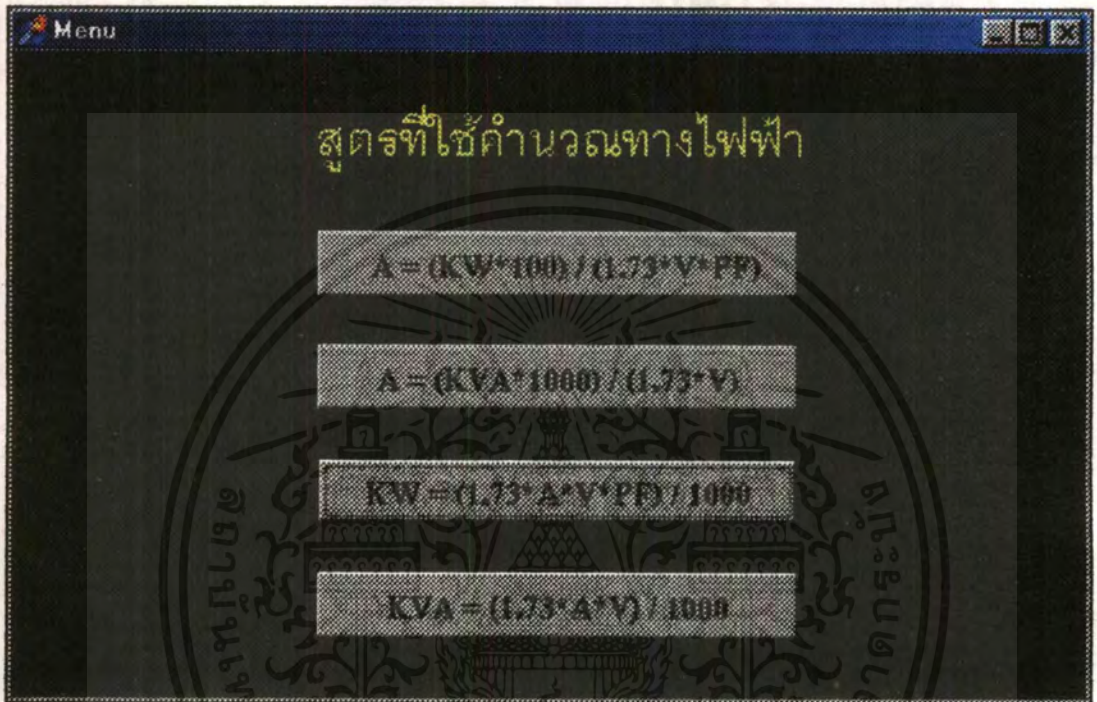 Menu
สูตรที่ใช้คำนวณทางไฟฟ้า
A = (KW*100) / (1.73*V*PF)
A = (KVA*1000) / (1.73*V)
KW = (1.73*A*V*PF) / 1000
KVA = (1.73*A*V) / 1000